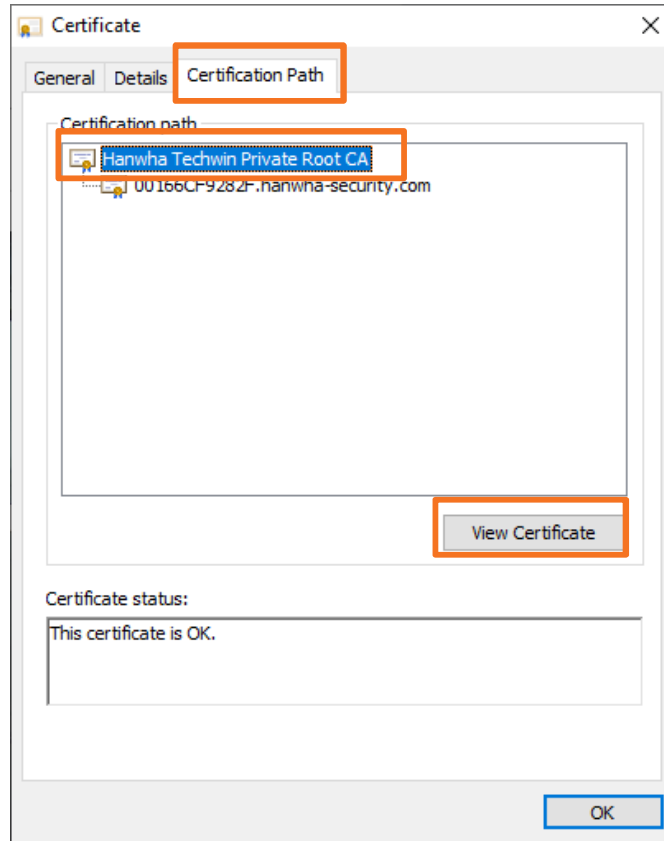 Certificate
General Details Certification Path
Certification path
Hanwha Techwin Private Root CA
00166CF9282F.hanwha-security.com
View Certificate
Certificate status:
This certificate is OK.
OK